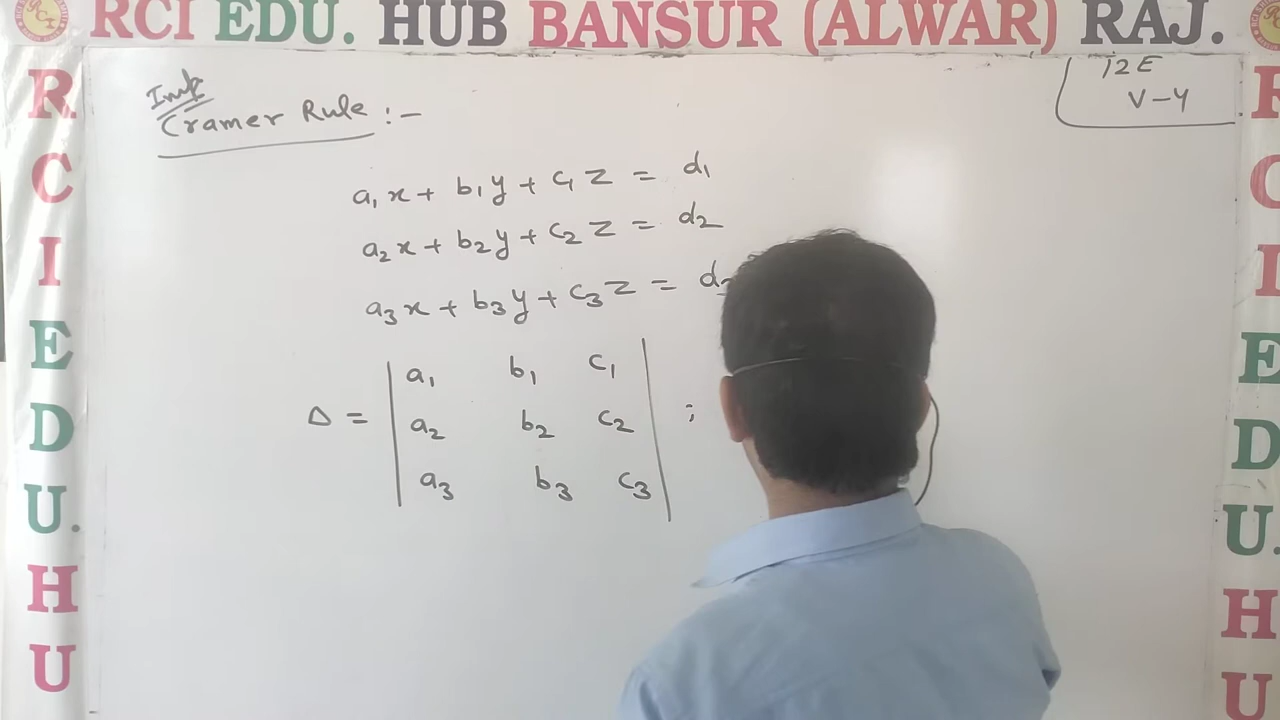 RCI EDU. HUB BANSUR (ALWAR) RAJ.
R
C
I
E
D
U.
H
U
12E
V-4
Imp
Cramer Rule :-
a₁x + b₁y + c₁z = d₁
a₂x + b₂y + c₂z = d₂
a₃x + b₃y + c₃z = d₃
Δ = | a₁ b₁ c₁ | ;
a₂ b₂ c₂
a₃ b₃ c₃
R
C
I
E
D
U.
H
U